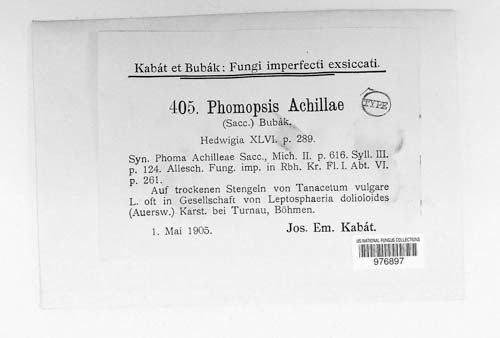 Kabát et Bubák: Fungi imperfecti exsiccati.
405. Phomopsis Achillae
TYPE
(Sacc.) Bubák.
Hedwigia XLVI. p. 289.
Syn. Phoma Achilleae Sacc., Mich. II. p. 616. Syll. III.
p. 124. Allesch. Fung. imp. in Rbh. Kr. Fl. I. Abt. VI.
p. 261.
Auf trockenen Stengeln von Tanacetum vulgare
L. oft in Gesellschaft von Leptosphaeria dolioloides
(Auersw.) Karst. bei Turnau, Böhmen.
1. Mai 1905.
Jos. Em. Kabát.
US NATIONAL FUNGUS COLLECTIONS
976897